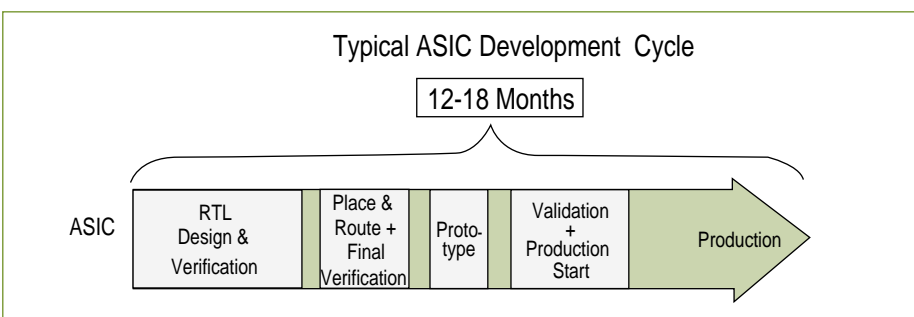 Typical ASIC Development Cycle
12-18 Months
ASIC
RTL
Design &
Verification
Place &
Route +
Final
Verification
Proto-
type
Validation
+
Production
Start
Production